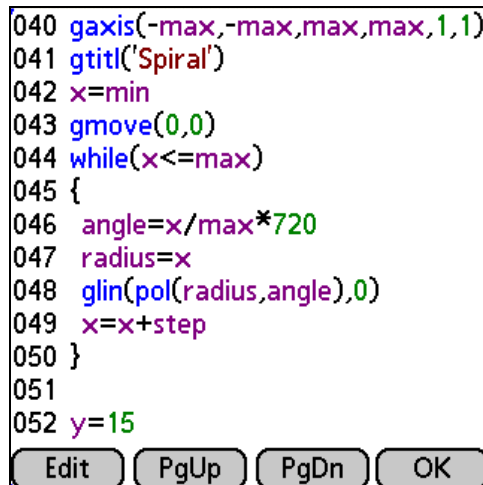 040 gaxis(-max,-max,max,max,1,1)
041 gtitl('Spiral')
042 x=min
043 gmove(0,0)
044 while(x<=max)
045 {
046  angle=x/max*720
047  radius=x
048  glin(pol(radius,angle),0)
049  x=x+step
050 }
051
052 y=15
Edit PgUp PgDn OK